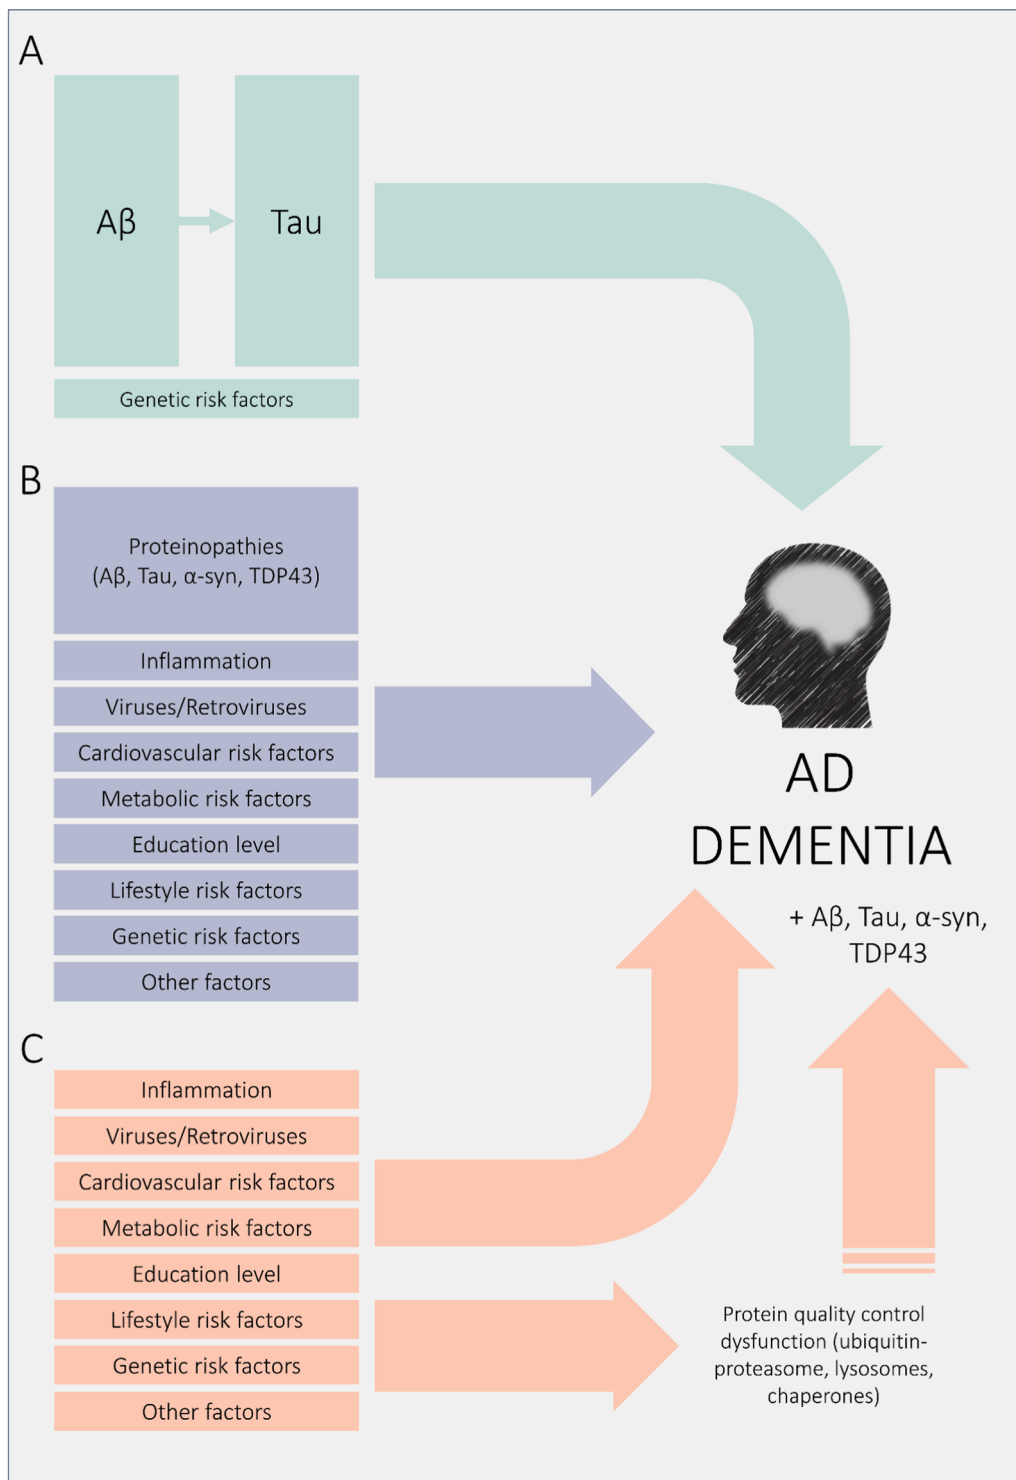 A
Aβ
Tau
Genetic risk factors
B
Proteinopathies
(Aβ, Tau, α-syn, TDP43)
Inflammation
Viruses/Retroviruses
Cardiovascular risk factors
Metabolic risk factors
Education level
Lifestyle risk factors
Genetic risk factors
Other factors
AD
DEMENTIA
+ Aβ, Tau, α-syn,
TDP43
C
Inflammation
Viruses/Retroviruses
Cardiovascular risk factors
Metabolic risk factors
Education level
Lifestyle risk factors
Genetic risk factors
Other factors
Protein quality control
dysfunction (ubiquitin-
proteasome, lysosomes,
chaperones)